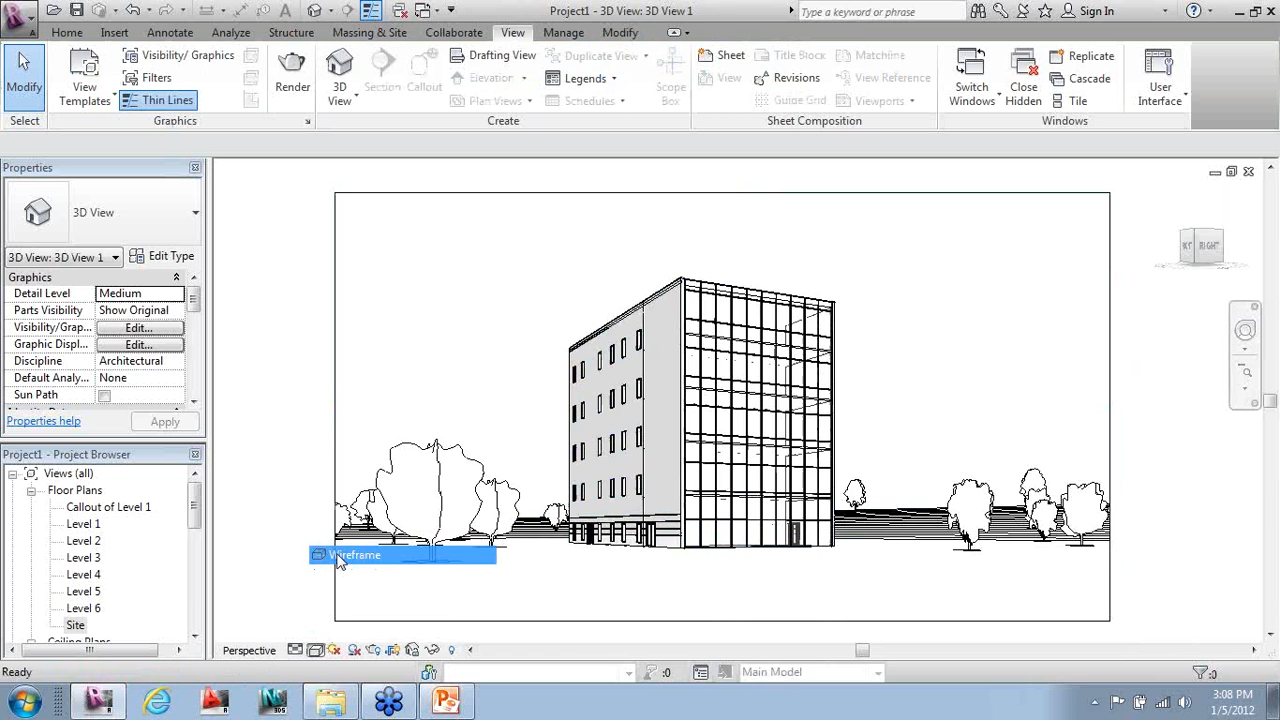 Project1 - 3D View: 3D View 1
Type a keyword or phrase
Sign In
Home Insert Annotate Analyze Structure Massing & Site Collaborate View Manage Modify
Modify
View Templates
Visibility/ Graphics
Filters
Thin Lines
Render
3D View
Section
Callout
Drafting View
Elevation
Plan Views
Duplicate View
Legends
Schedules
Scope Box
Sheet
View
Title Block
Revisions
Guide Grid
Matchline
View Reference
Viewports
Switch Windows
Close Hidden
Replicate
Cascade
Tile
User Interface
Select Graphics Create Sheet Composition Windows
Properties
3D View
3D View: 3D View 1 Edit Type
Graphics
Detail Level Medium
Parts Visibility Show Original
Visibility/Grap... Edit...
Graphic Displ... Edit...
Discipline Architectural
Default Analy... None
Sun Path
Properties help Apply
Project1 - Project Browser
Views (all)
Floor Plans
Callout of Level 1
Level 1
Level 2
Level 3
Level 4
Level 5
Level 6
Site
Ceiling Plans
RIGHT
Wireframe
Perspective
Ready
:0
Main Model
:0
3:08 PM
1/5/2012